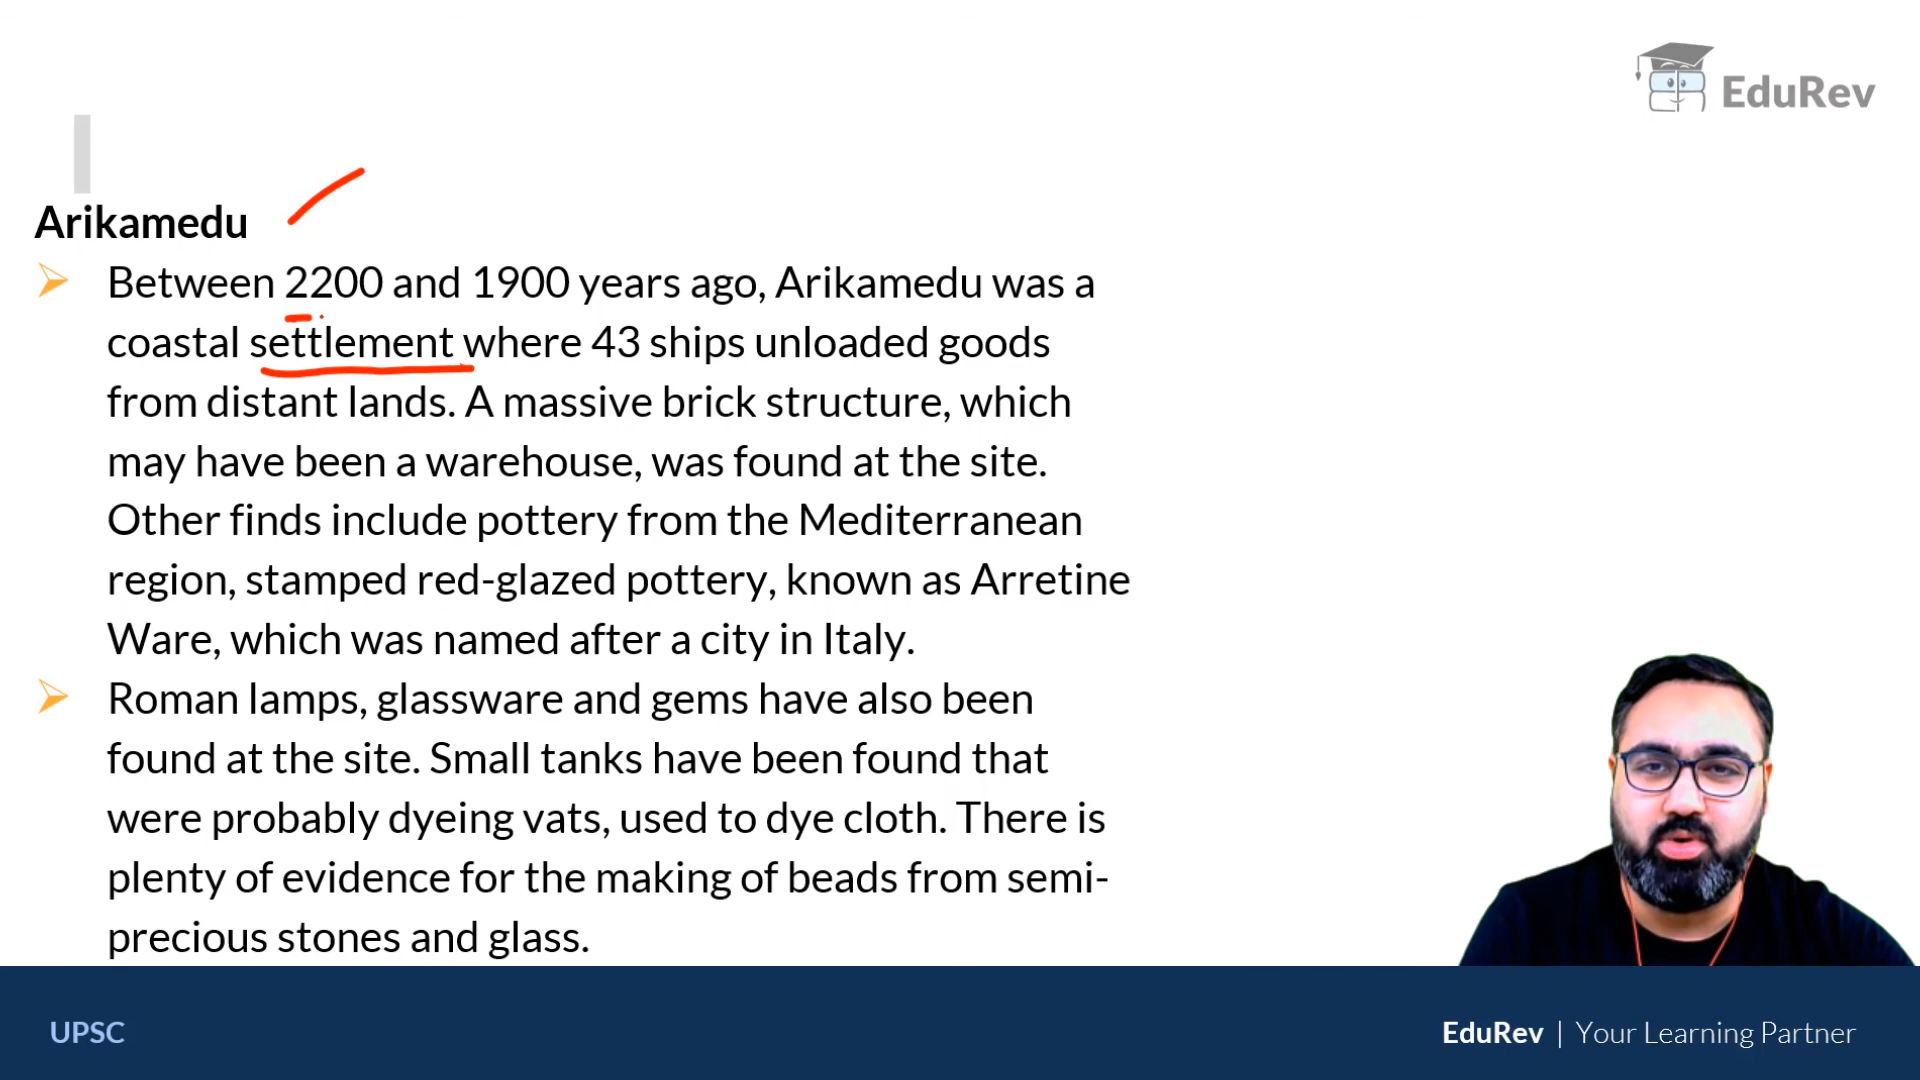 EduRev
Arikamedu
Between 2200 and 1900 years ago, Arikamedu was a
coastal settlement where 43 ships unloaded goods
from distant lands. A massive brick structure, which
may have been a warehouse, was found at the site.
Other finds include pottery from the Mediterranean
region, stamped red-glazed pottery, known as Arretine
Ware, which was named after a city in Italy.
Roman lamps, glassware and gems have also been
found at the site. Small tanks have been found that
were probably dyeing vats, used to dye cloth. There is
plenty of evidence for the making of beads from semi-
precious stones and glass.
UPSC
EduRev | Your Learning Partner